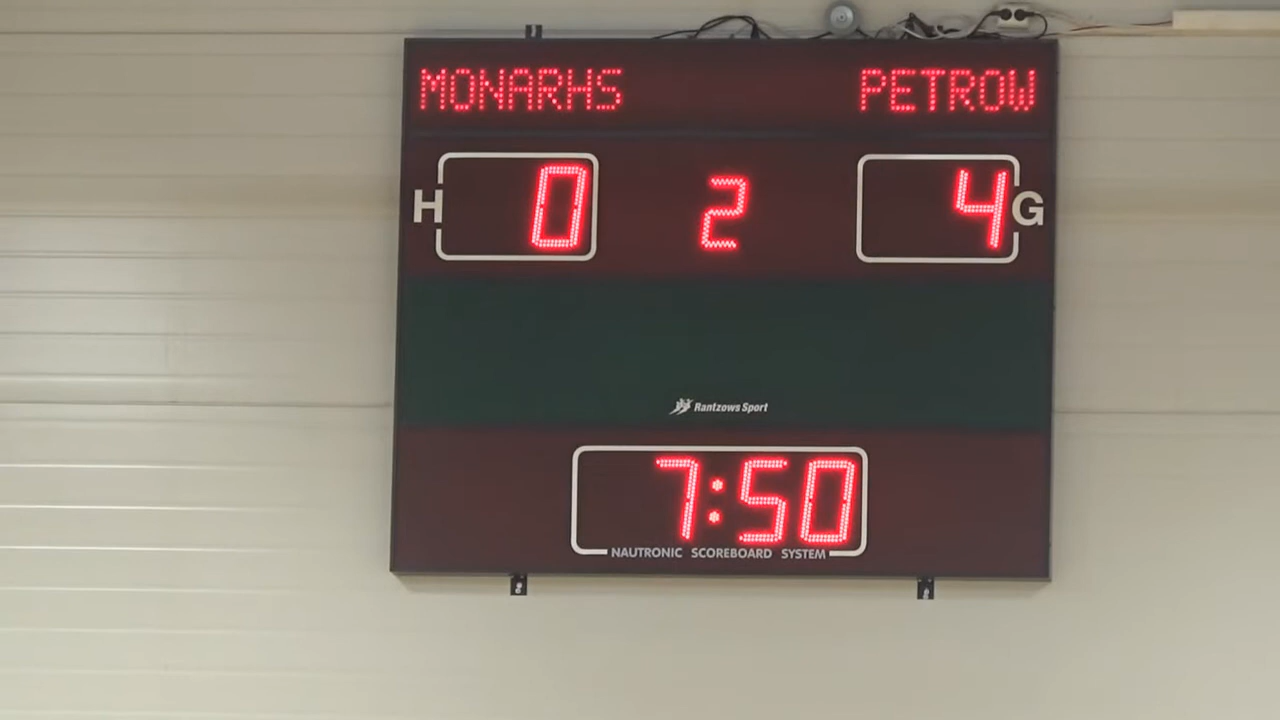 MONARHS PETROW
H 0 2 4 G
Rantzows Sport
7:50
NAUTRONIC SCOREBOARD SYSTEM